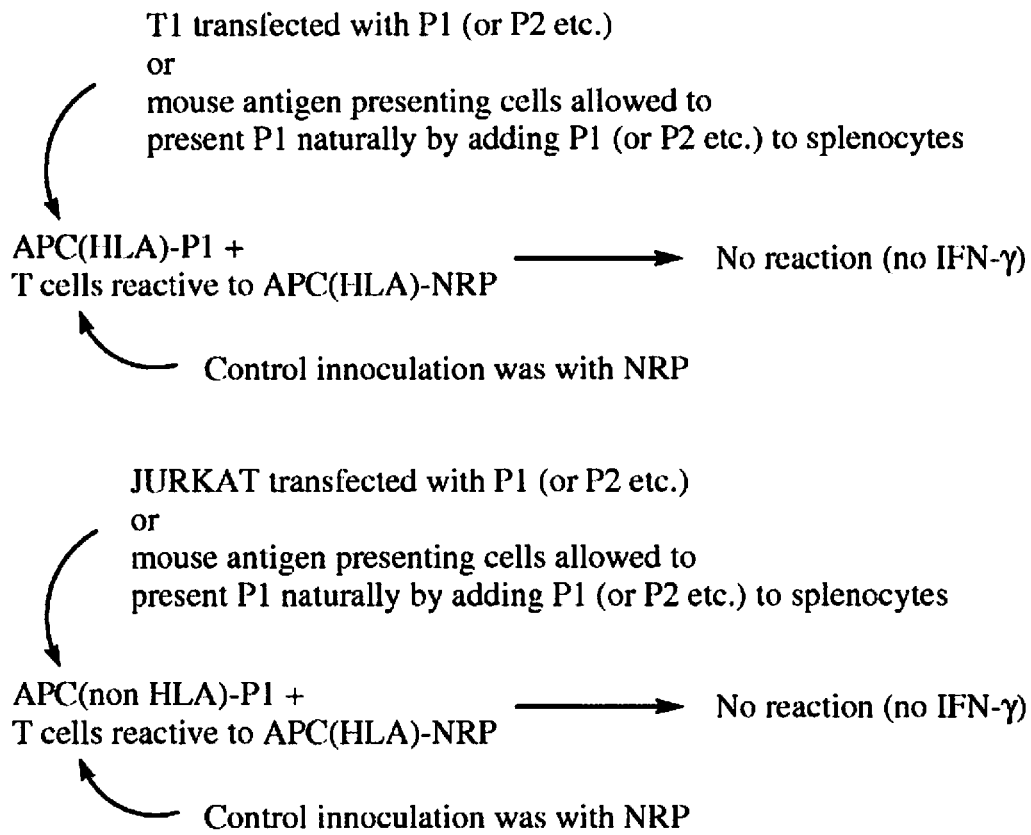 T1 transfected with P1 (or P2 etc.)
or
mouse antigen presenting cells allowed to
present P1 naturally by adding P1 (or P2 etc.) to splenocytes
APC(HLA)-P1 +
T cells reactive to APC(HLA)-NRP
No reaction (no IFN-γ)
Control innoculation was with NRP
JURKAT transfected with P1 (or P2 etc.)
or
mouse antigen presenting cells allowed to
present P1 naturally by adding P1 (or P2 etc.) to splenocytes
APC(non HLA)-P1 +
T cells reactive to APC(HLA)-NRP
No reaction (no IFN-γ)
Control innoculation was with NRP